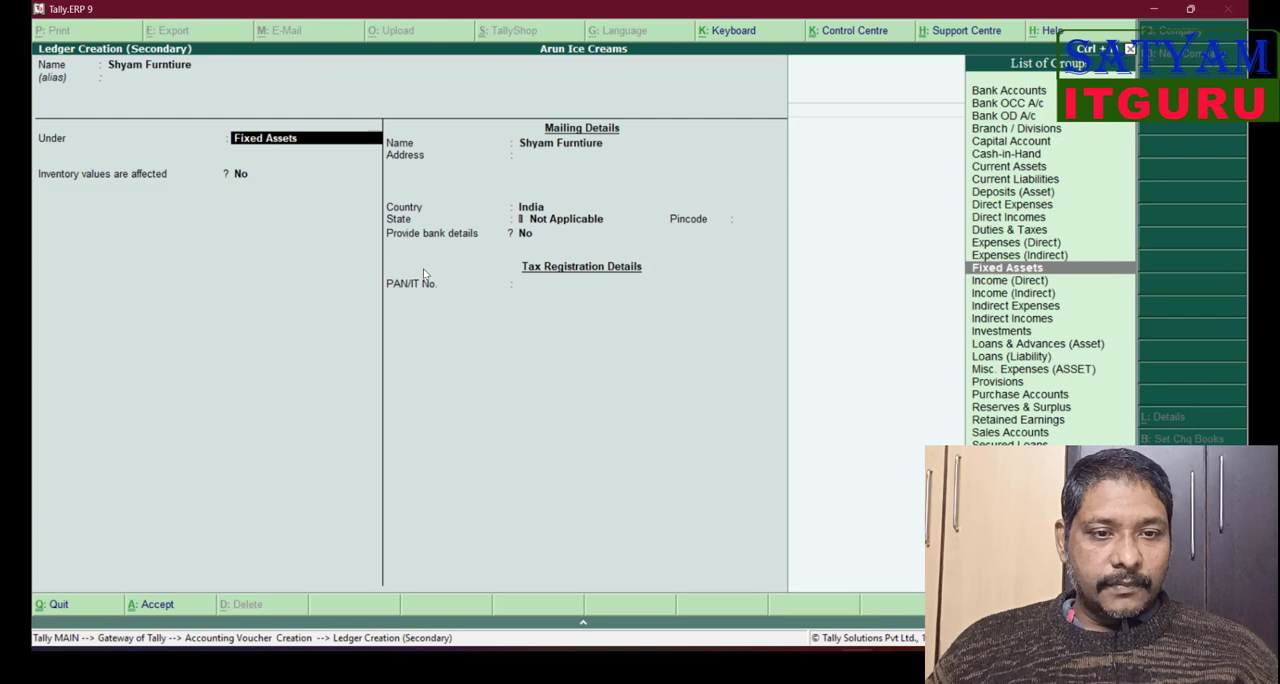 Tally.ERP 9
P: Print E: Export M: E-Mail O: Upload S: TallyShop G: Language K: Keyboard K: Control Centre H: Support Centre H: Help
Ledger Creation (Secondary) Arun Ice Creams Ctrl +
Name : Shyam Furntiure
(alias) :
SATYAM
ITGURU
Under : Fixed Assets
Inventory values are affected ? No
Mailing Details
Name : Shyam Furntiure
Address :
Country : India
State : Not Applicable Pincode :
Provide bank details ? No
Tax Registration Details
PAN/IT No. :
List of Groups
Bank Accounts
Bank OCC A/c
Bank OD A/c
Branch / Divisions
Capital Account
Cash-in-Hand
Current Assets
Current Liabilities
Deposits (Asset)
Direct Expenses
Direct Incomes
Duties & Taxes
Expenses (Direct)
Expenses (Indirect)
Fixed Assets
Income (Direct)
Income (Indirect)
Indirect Expenses
Indirect Incomes
Investments
Loans & Advances (Asset)
Loans (Liability)
Misc. Expenses (ASSET)
Provisions
Purchase Accounts
Reserves & Surplus
Retained Earnings
Sales Accounts
Secured Loans
L: Details
B: Set Chq Books
Q: Quit A: Accept D: Delete
Tally MAIN --> Gateway of Tally --> Accounting Voucher Creation --> Ledger Creation (Secondary) © Tally Solutions Pvt Ltd., 1